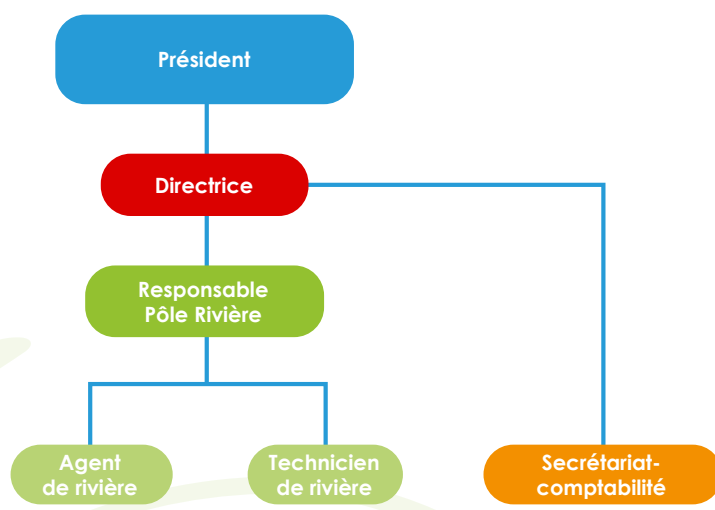 Président
Directrice
Responsable
Pôle Rivière
Agent
de rivière
Technicien
de rivière
Secrétariat-
comptabilité